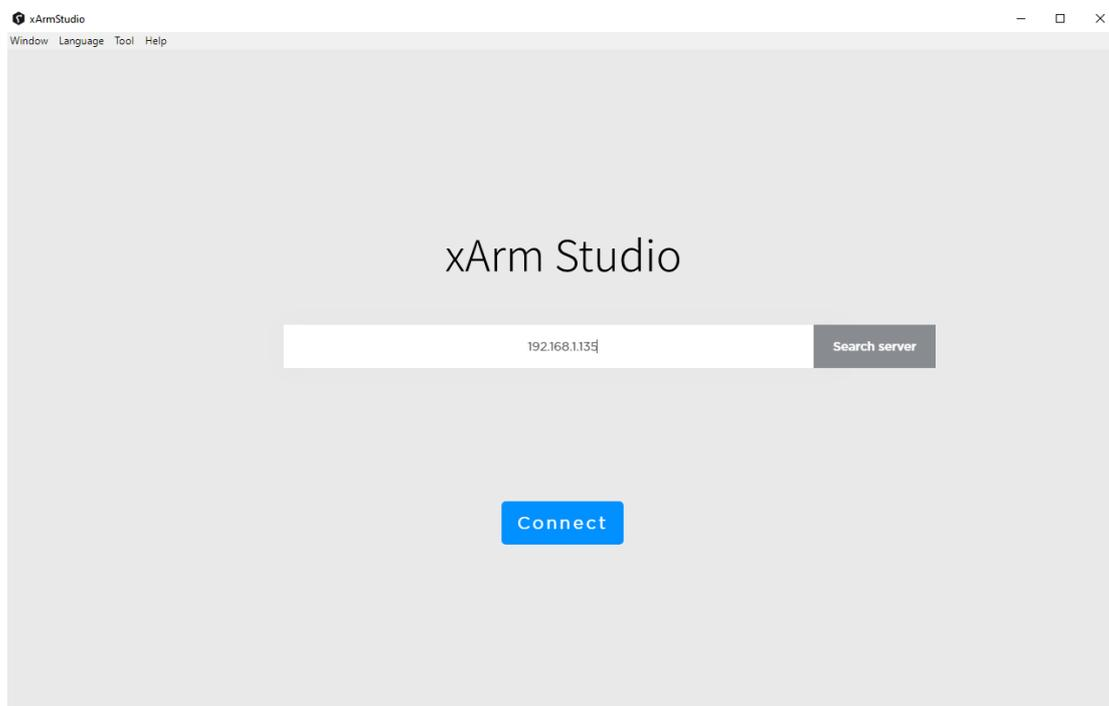 xArmStudio
Window Language Tool Help
xArm Studio
192.168.1.135 Search server
Connect